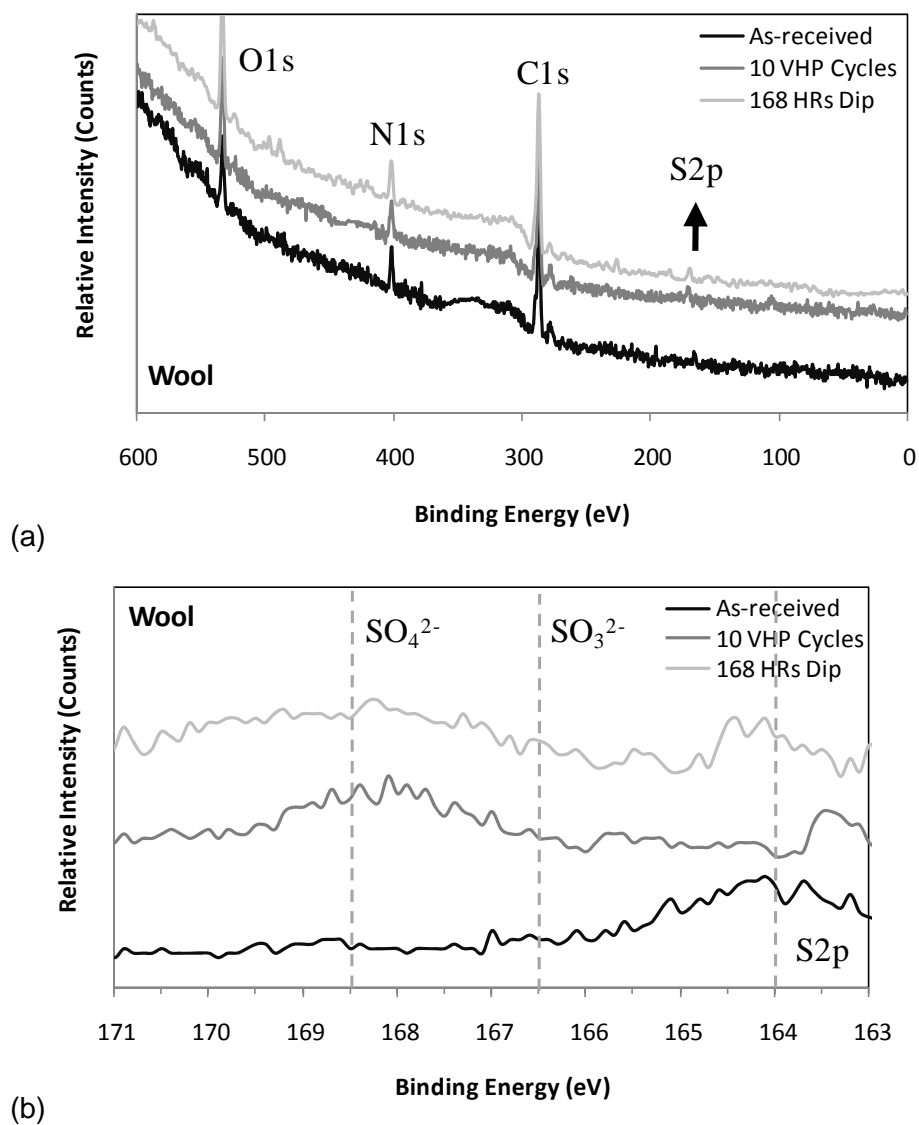 As-received
10 VHP Cycles
168 HRs Dip
O1s
C1s
N1s
S2p
Relative Intensity (Counts)
Wool
600 500 400 300 200 100 0
Binding Energy (eV)
(a)
Wool
As-received
10 VHP Cycles
168 HRs Dip
SO₄²⁻ SO₃²⁻
Relative Intensity (Counts)
S2p
171 170 169 168 167 166 165 164 163
Binding Energy (eV)
(b)